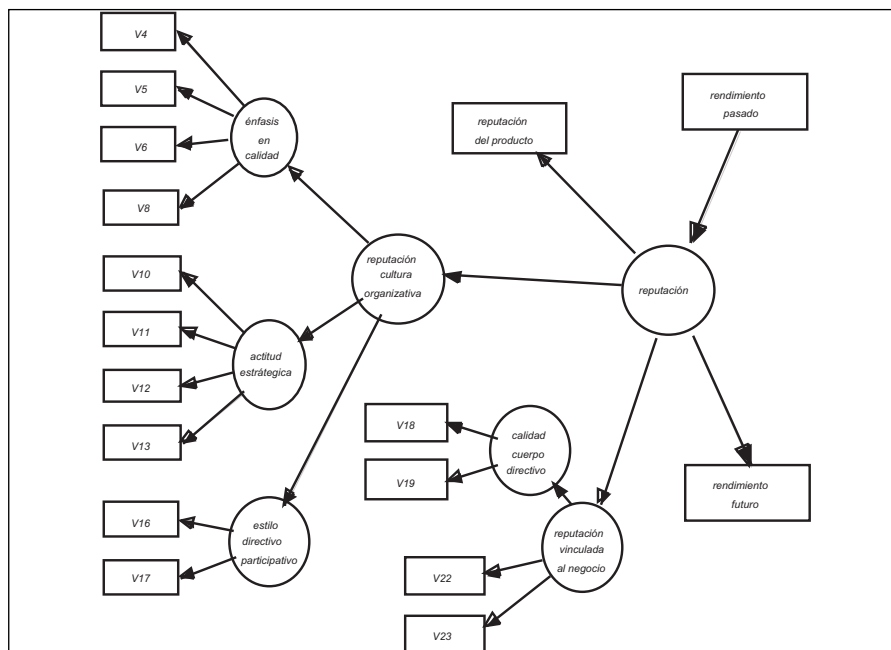 V4
V5
V6
V8
énfasis
en
calidad
reputación
del producto
rendimiento
pasado
reputación
cultura
organizativa
reputación
V10
V11
V12
V13
actitud
estrátegica
V18
V19
calidad
cuerpo
directivo
rendimiento
futuro
V16
V17
estilo
directivo
participativo
reputación
vinculada
al negocio
V22
V23